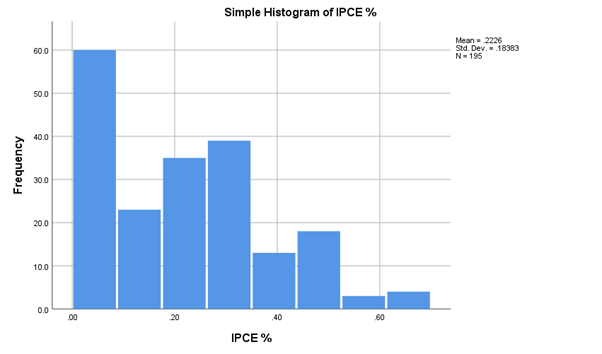 Simple Histogram of IPCE %
Mean = .2226
Std. Dev. = .18383
N = 195
60.0
50.0
40.0
30.0
20.0
10.0
0.0
Frequency
.00 .20 .40 .60
IPCE %